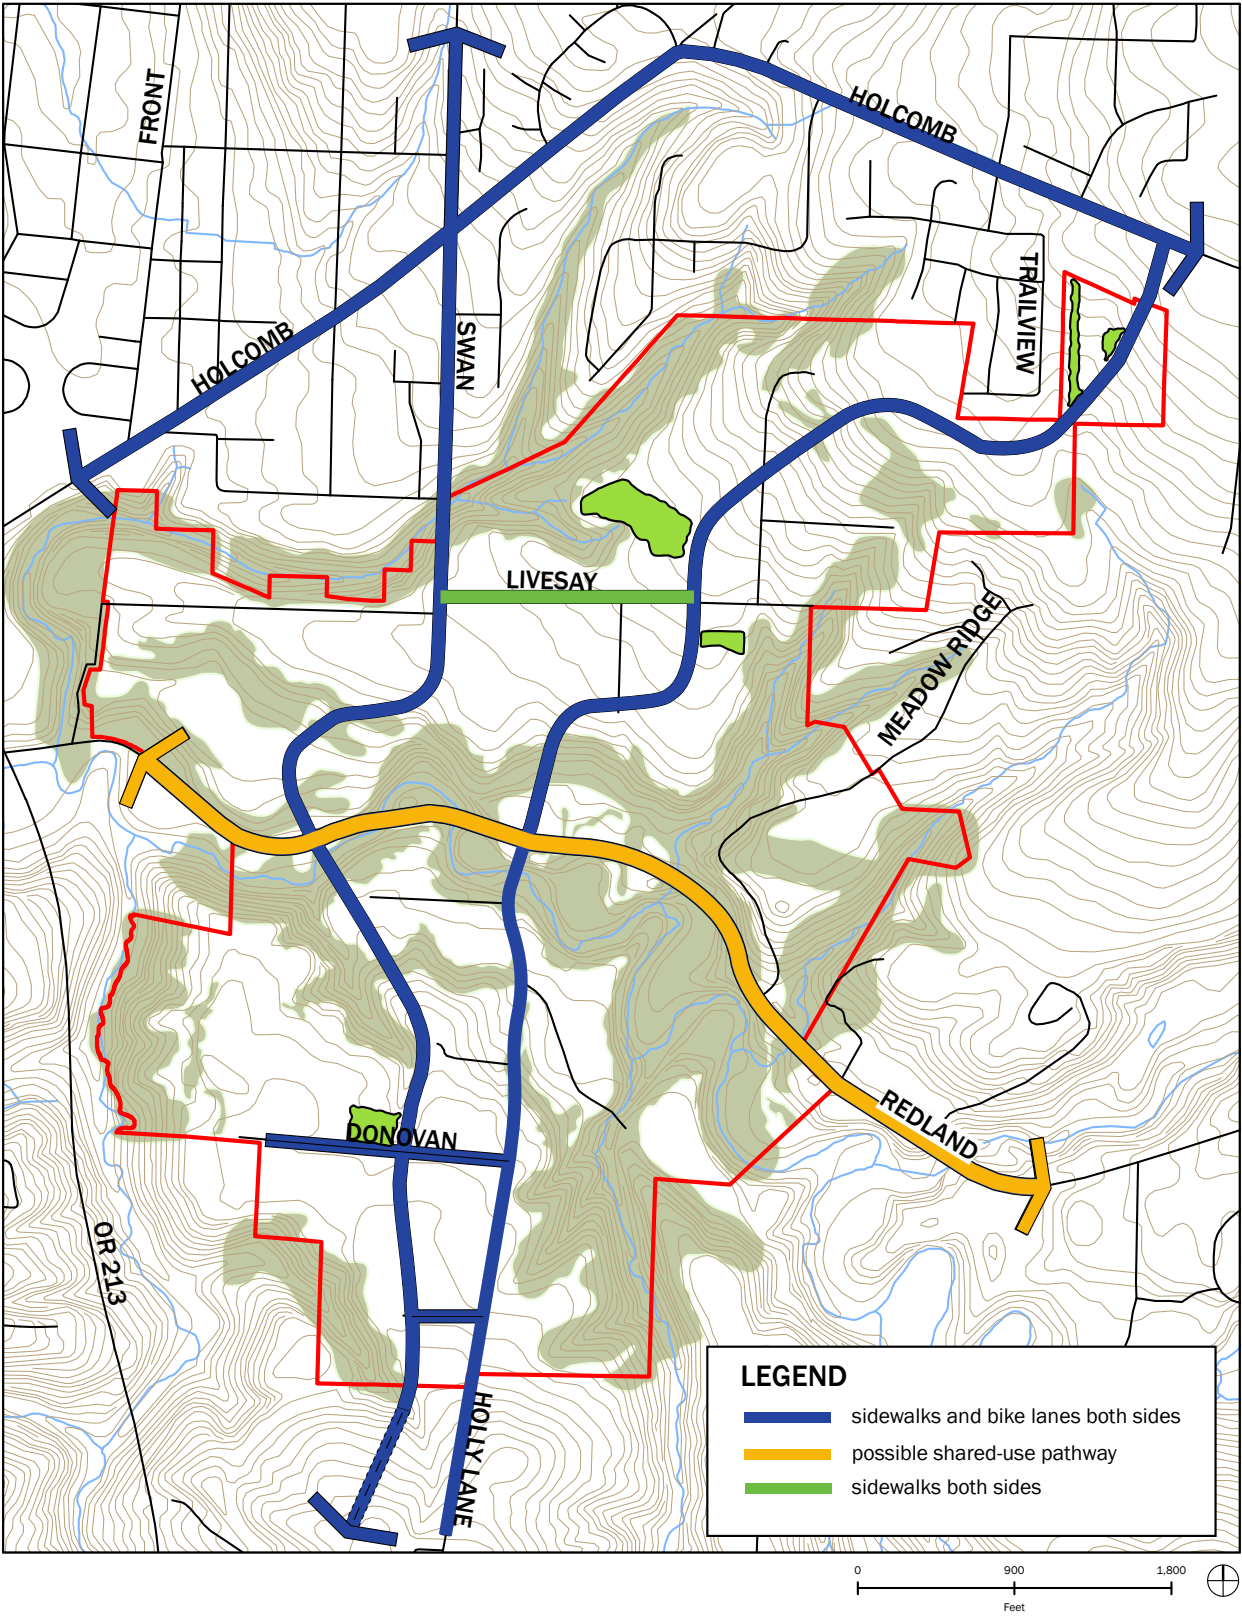 FRONT
HOLCOMB
TRAILVIEW
HOLCOMB
SWAN
LIVESAY
MEADOW RIDGE
REDLAND
DONOVAN
OR 213
HOLLY LANE
LEGEND
sidewalks and bike lanes both sides
possible shared-use pathway
sidewalks both sides
0 900 1,800
Feet